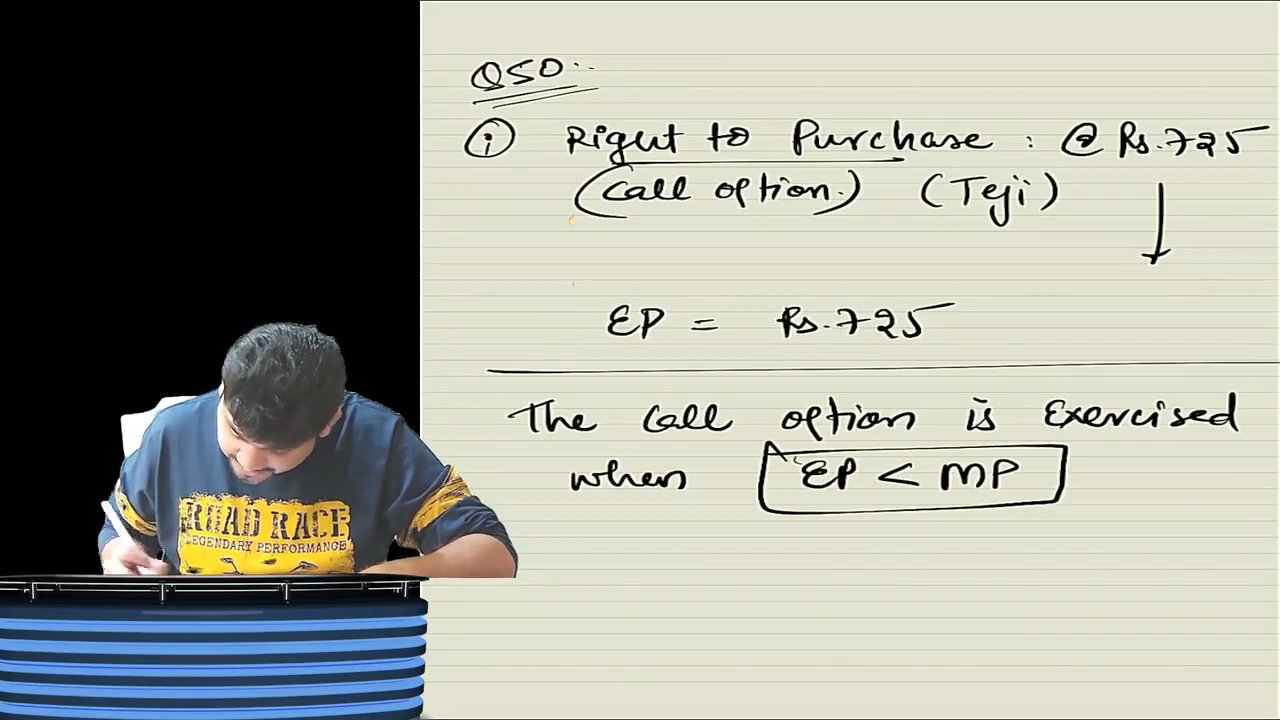 Q50:-
(i) Right to Purchase : @ Rs.725
(Call option.) (Teji)
EP = Rs.725
The Call option is Exercised
when EP < MP
ROAD RACE
LEGENDARY PERFORMANCE